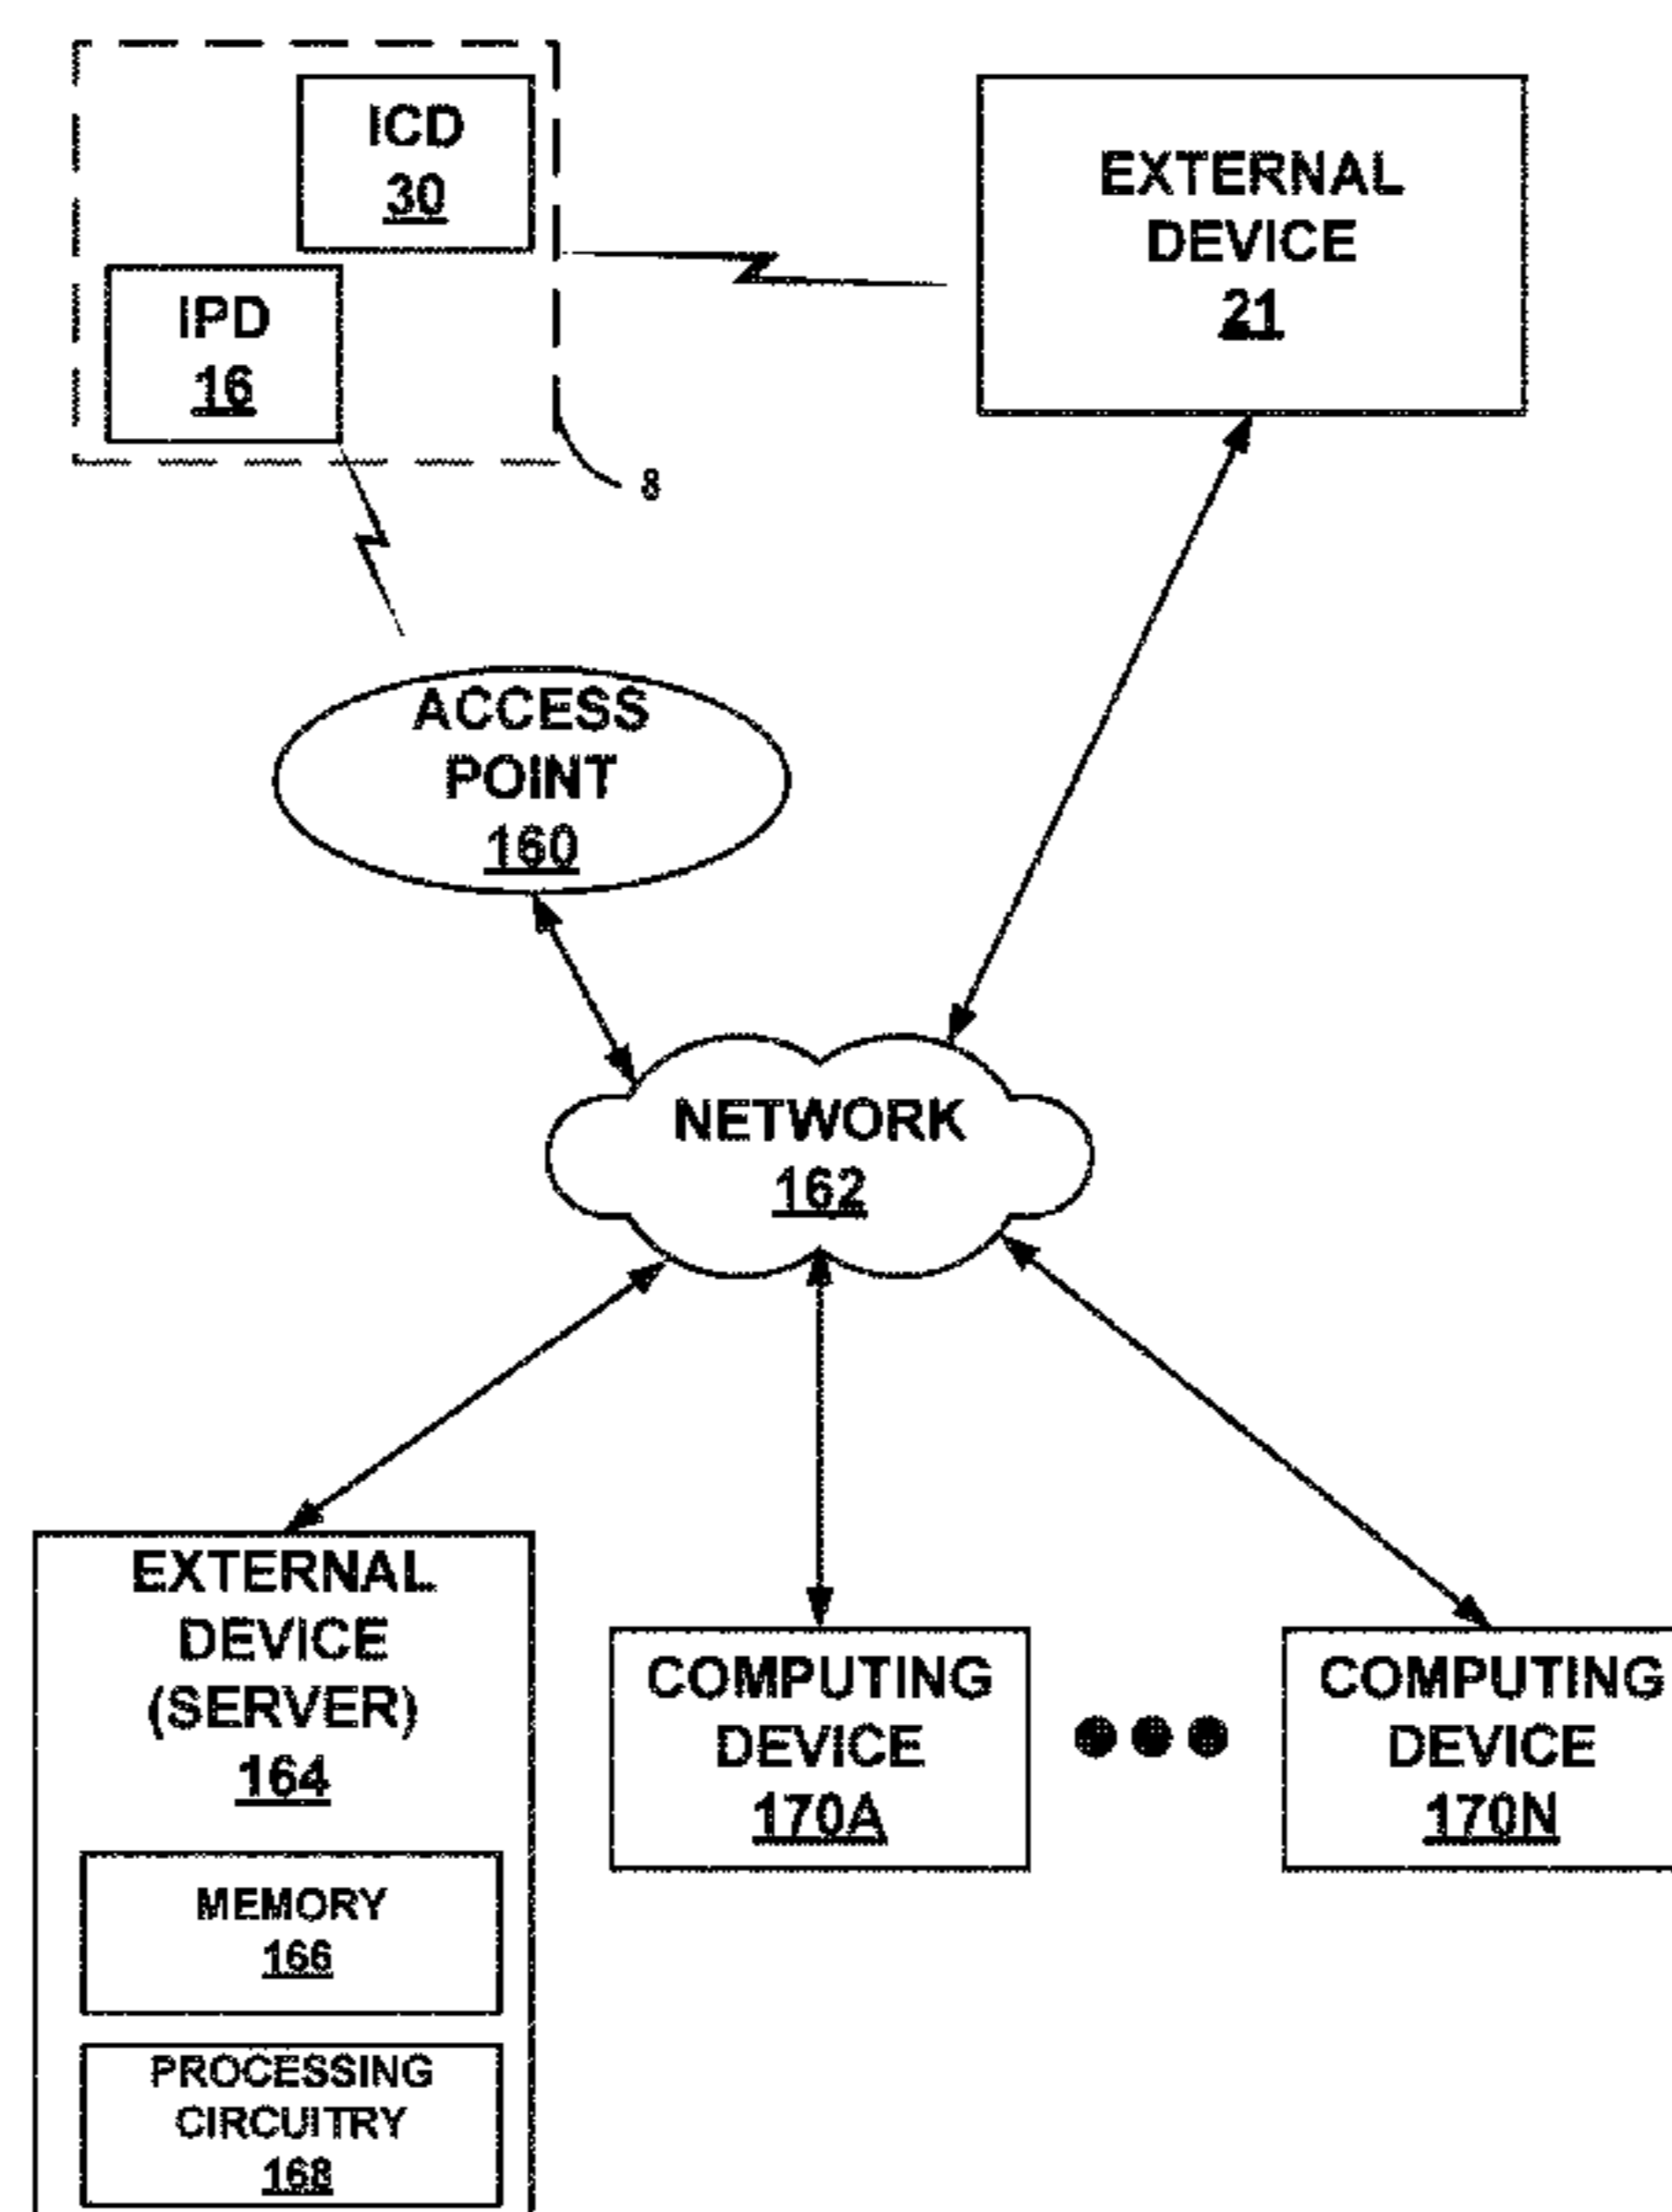 ICD
30
IPD
16
8
EXTERNAL
DEVICE
21
ACCESS
POINT
160
NETWORK
162
EXTERNAL
DEVICE
(SERVER)
164
MEMORY
166
PROCESSING
CIRCUITRY
168
COMPUTING
DEVICE
170A
COMPUTING
DEVICE
170N